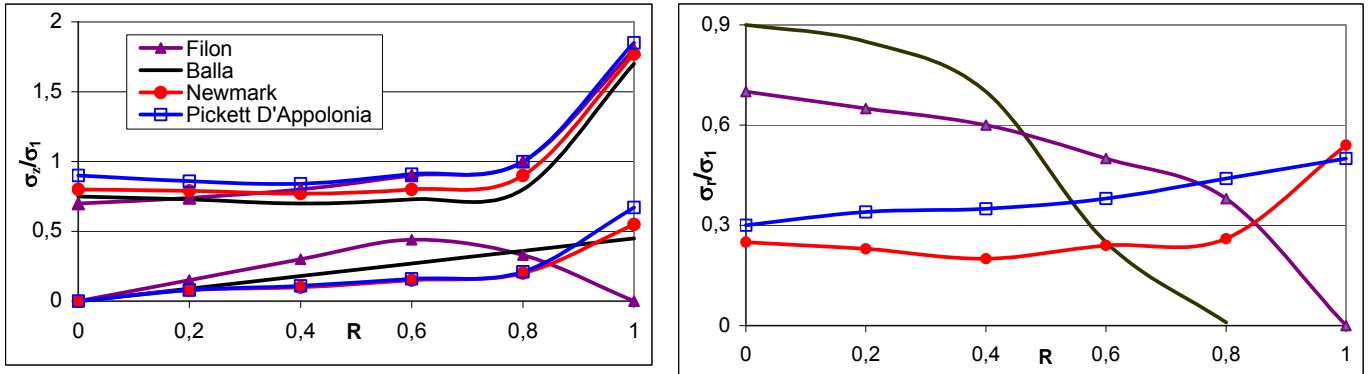 2
1,5
1
0,5
0
σz/σ1
Filon
Balla
Newmark
Pickett D'Appolonia
0 0,2 0,4 0,6 0,8 1
R
0,9
0,6
0,3
0
σr/σ1
0 0,2 0,4 0,6 0,8 1
R